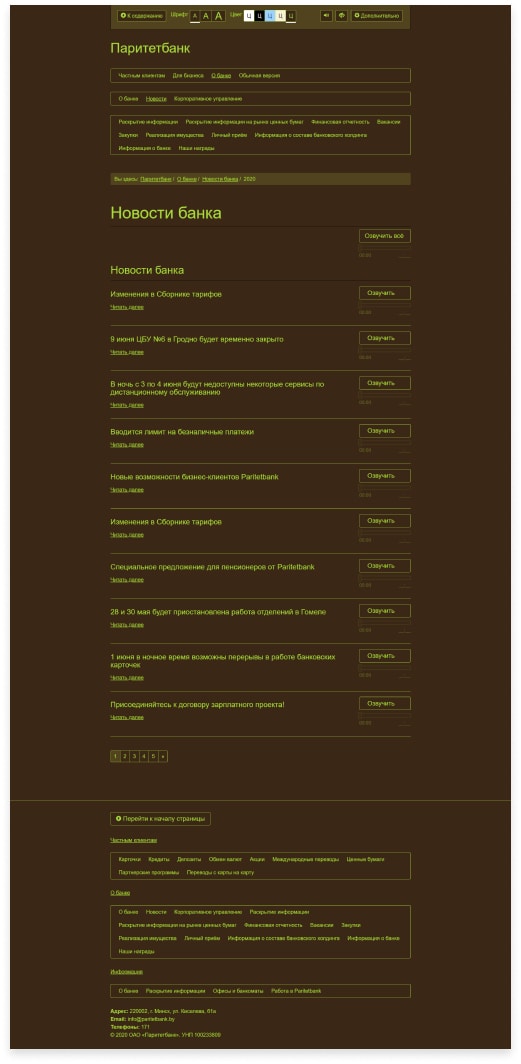 К содержанию Шрифт А А А Цвет Ц Ц Ц Ц Ц Дополнительно
Паритетбанк
Частным клиентам Для бизнеса О банке Обычная версия
О банке Новости Корпоративное управление
Раскрытие информации Раскрытие информации на рынке ценных бумаг Финансовая отчетность Вакансии
Закупки Реализация имущества Личный приём Информация о составе банковского холдинга
Информация о банке Наши награды
Вы здесь: Паритетбанк / О банке / Новости банка / 2020
Новости банка
Озвучить всё
00:00
Новости банка
Изменения в Сборнике тарифов Озвучить
Читать далее 00:00
9 июня ЦБУ №6 в Гродно будет временно закрыто Озвучить
Читать далее 00:00
В ночь с 3 по 4 июня будут недоступны некоторые сервисы по Озвучить
дистанционному обслуживанию
Читать далее 00:00
Вводится лимит на безналичные платежи Озвучить
Читать далее 00:00
Новые возможности бизнес-клиентов Paritetbank Озвучить
Читать далее 00:00
Изменения в Сборнике тарифов Озвучить
Читать далее 00:00
Специальное предложение для пенсионеров от Paritetbank Озвучить
Читать далее 00:00
28 и 30 мая будет приостановлена работа отделений в Гомеле Озвучить
Читать далее 00:00
1 июня в ночное время возможны перерывы в работе банковских Озвучить
карточек
Читать далее 00:00
Присоединяйтесь к договору зарплатного проекта! Озвучить
Читать далее 00:00
1 2 3 4 5 »
Перейти к началу страницы
Частным клиентам
Карточки Кредиты Депозиты Обмен валют Акции Международные переводы Ценные бумаги
Партнерские программы Переводы с карты на карту
О банке
О банке Новости Корпоративное управление Раскрытие информации
Раскрытие информации на рынке ценных бумаг Финансовая отчетность Вакансии Закупки
Реализация имущества Личный приём Информация о составе банковского холдинга Информация о банке
Наши награды
Информация
О банке Раскрытие информации Офисы и банкоматы Работа в Paritetbank
Адрес: 220002, г. Минск, ул. Киселева, 61а
Email: info@paritetbank.by
Телефоны: 171
© 2020 ОАО «Паритетбанк». УНП 100233809